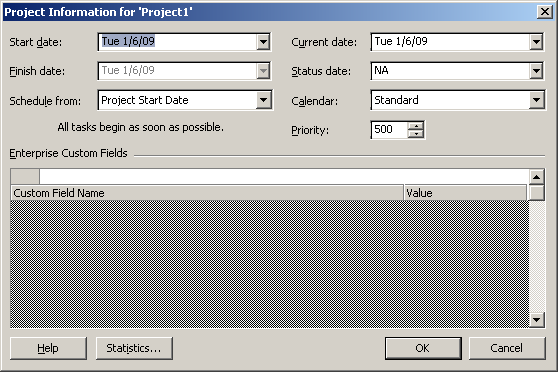 Project Information for 'Project1'
Start date: Tue 1/6/09 Current date: Tue 1/6/09
Finish date: Tue 1/6/09 Status date: NA
Schedule from: Project Start Date Calendar: Standard
All tasks begin as soon as possible. Priority: 500
Enterprise Custom Fields
Custom Field Name Value
Help Statistics... OK Cancel